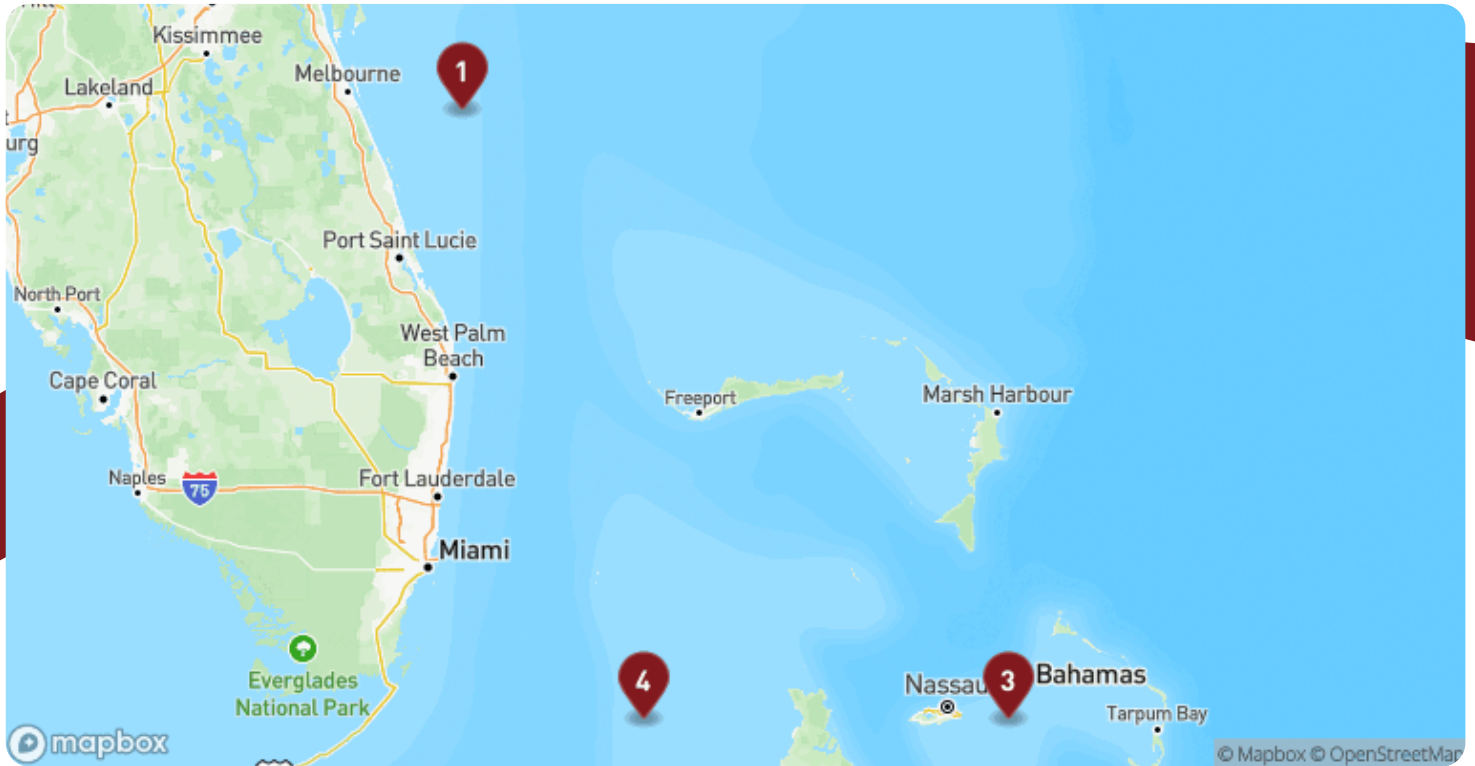 Kissimmee
1
Lakeland
Melbourne
urg
Port Saint Lucie
North Port
West Palm
Beach
Cape Coral
Freeport
Marsh Harbour
Naples
75
Fort Lauderdale
Miami
Everglades
National Park
4
Nassau
3
Bahamas
Tarpum Bay
mapbox
© Mapbox © OpenStreetMap